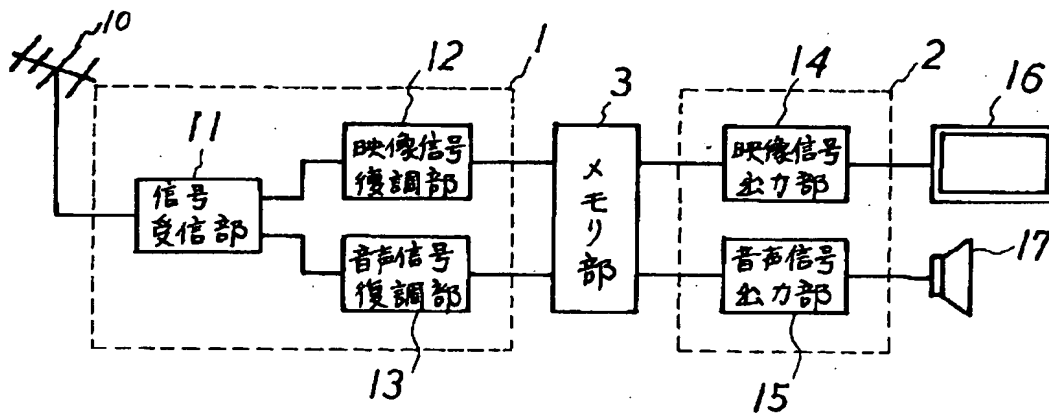 10
1
12
3
14
2
16
11
映像信号
復調部
メモリ部
映像信号
出力部
信号
受信部
音声信号
復調部
音声信号
出力部
17
13
15